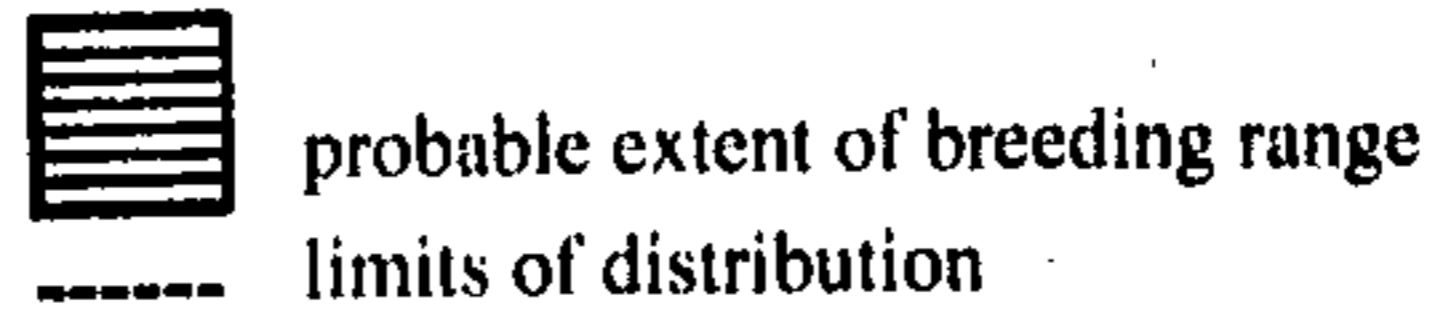 probable extent of breeding range
limits of distribution